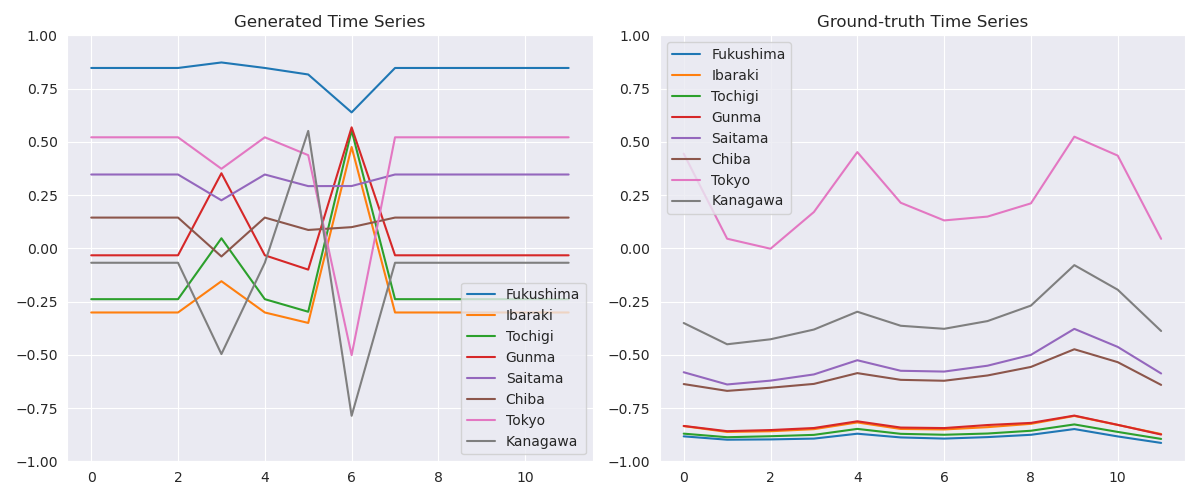 Generated Time Series
1.00
0.75
0.50
0.25
0.00
−0.25
−0.50
−0.75
−1.00
0 2 4 6 8 10
Fukushima
Ibaraki
Tochigi
Gunma
Saitama
Chiba
Tokyo
Kanagawa
Ground-truth Time Series
1.00
0.75
0.50
0.25
0.00
−0.25
−0.50
−0.75
−1.00
0 2 4 6 8 10
Fukushima
Ibaraki
Tochigi
Gunma
Saitama
Chiba
Tokyo
Kanagawa